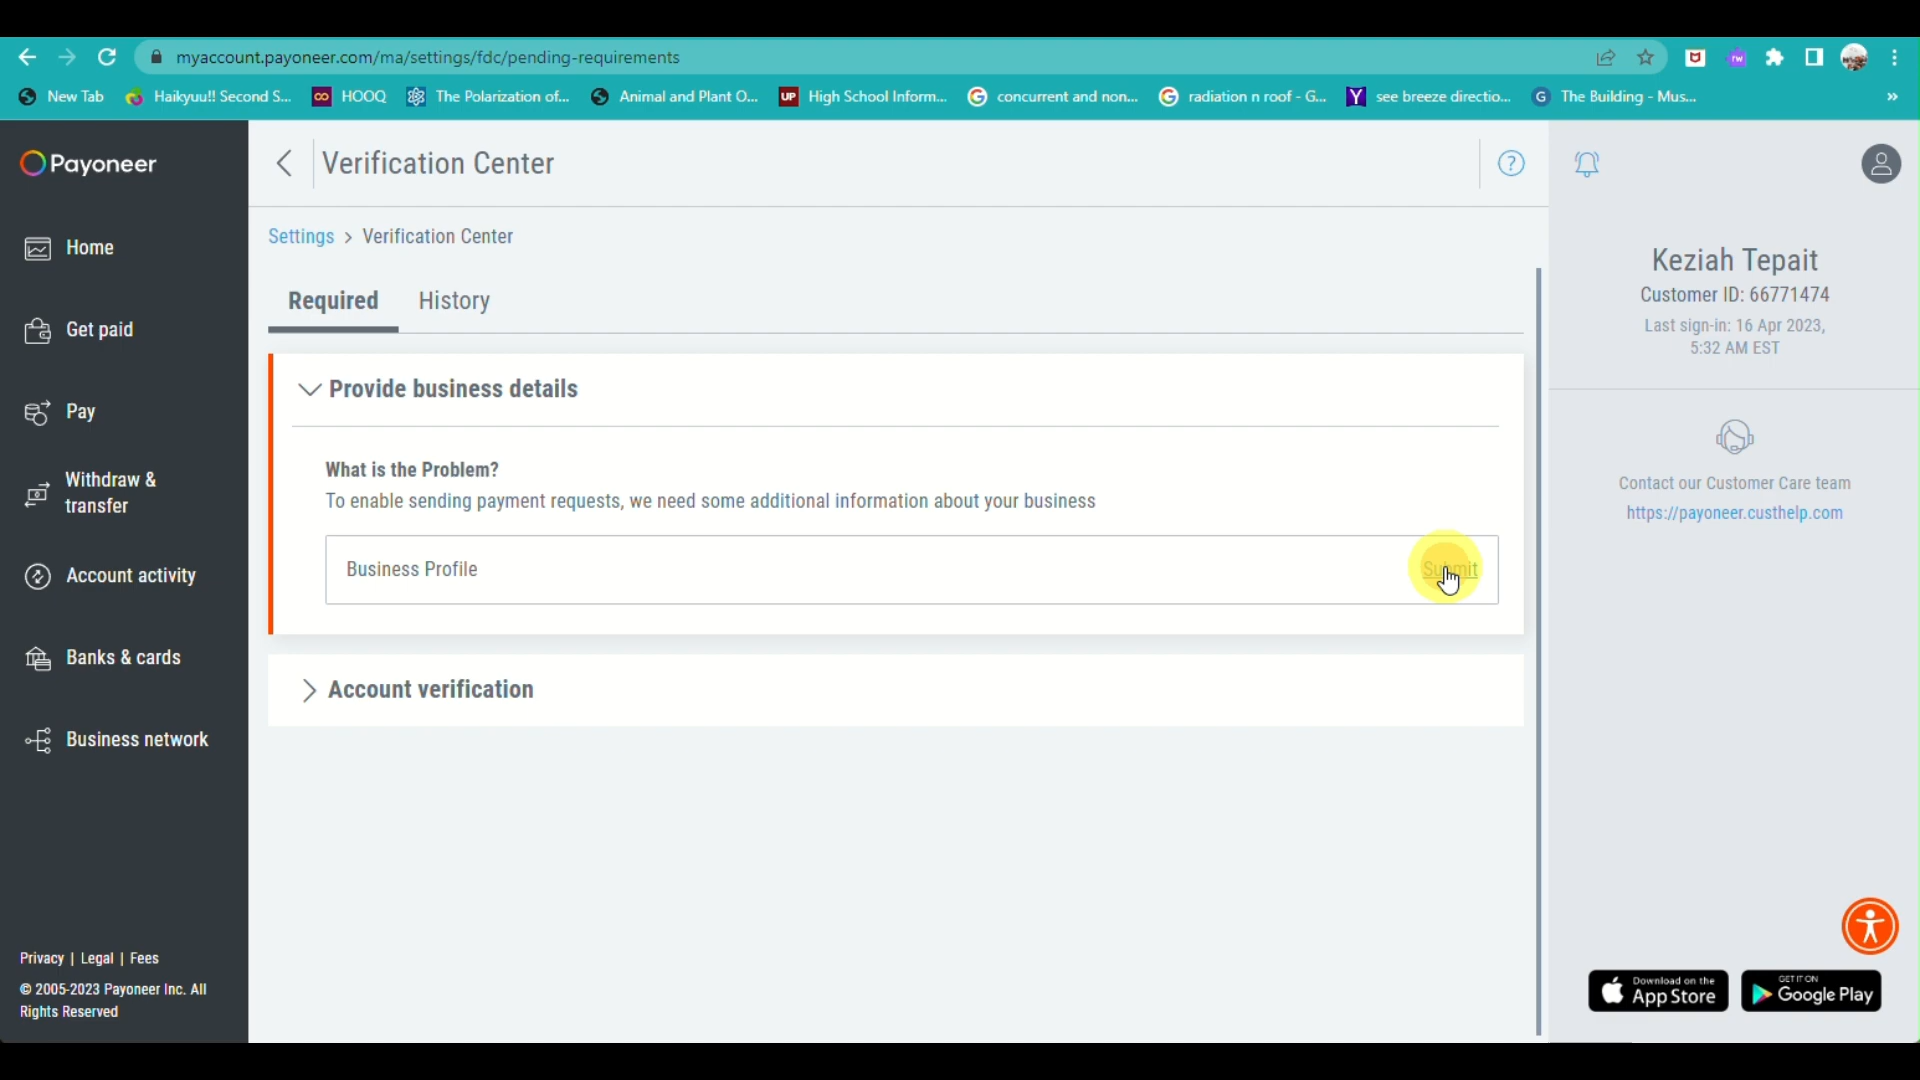 myaccount.payoneer.com/ma/settings/fdc/pending-requirements
New Tab
Haikyuu!! Second S...
HOOQ
The Polarization of...
UP
Animal and Plant O...
High School Inform...
concurrent and non...
radiation n roof - G...
see breeze directio...
The Building - Mus...
Payoneer
Home
Get paid
Pay
Withdraw &
transfer
Account activity
Banks & cards
Business network
Privacy | Legal | Fees
© 2005-2023 Payoneer Inc. All
Rights Reserved
Verification Center
Settings > Verification Center
Required
History
Provide business details
What is the Problem?
To enable sending payment requests, we need some additional information about your business
Business Profile
Submit
Account verification
Keziah Tepait
Customer ID: 66771474
Last sign-in: 16 Apr 2023,
5:32 AM EST
Contact our Customer Care team
https://payoneer.custhelp.com
Download on the
App Store
GET IT ON
Google Play